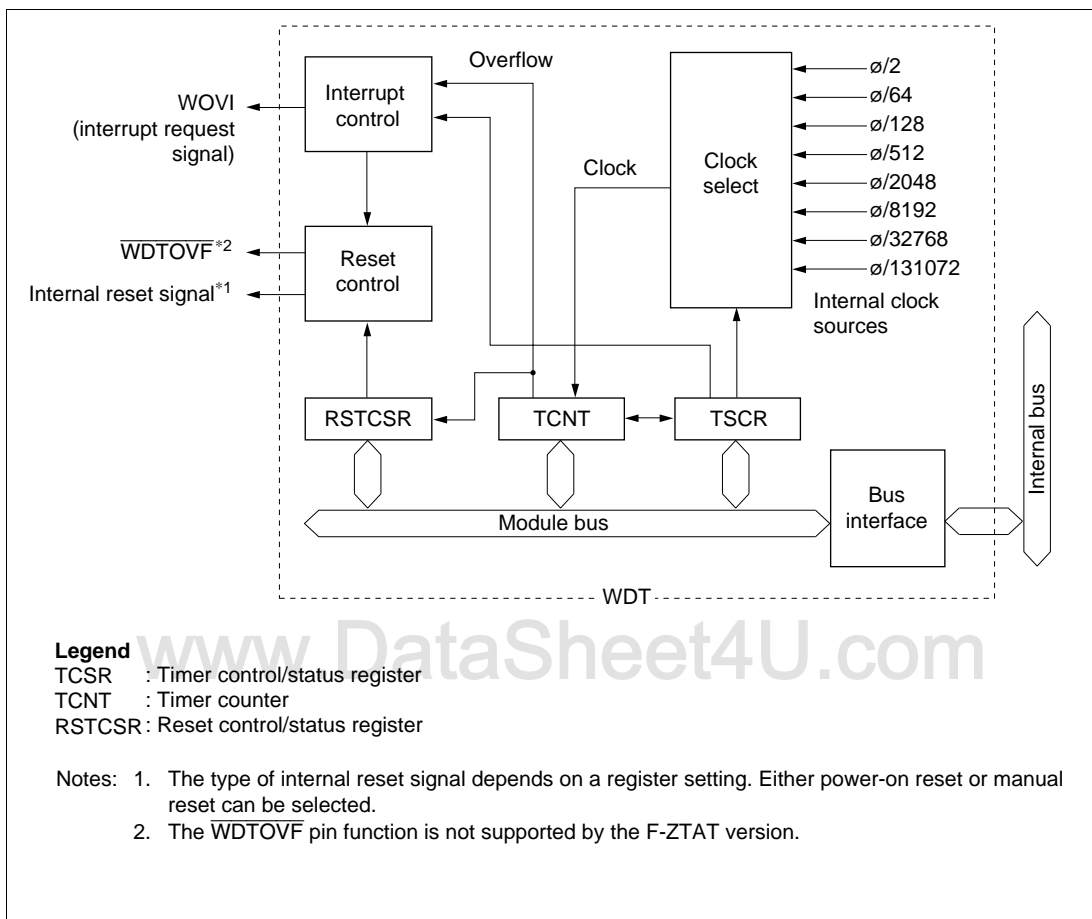 Overflow
Interrupt
control
WOVI
(interrupt request
signal)
Clock
Clock
select
ø/2
ø/64
ø/128
ø/512
ø/2048
ø/8192
ø/32768
ø/131072
Internal clock
sources
WDTOVF*2
Internal reset signal*1
Reset
control
RSTCSR
TCNT
TSCR
Module bus
Bus
interface
Internal bus
WDT
www.DataSheet4U.com
Legend
TCSR : Timer control/status register
TCNT : Timer counter
RSTCSR : Reset control/status register
Notes: 1. The type of internal reset signal depends on a register setting. Either power-on reset or manual
reset can be selected.
2. The WDTOVF pin function is not supported by the F-ZTAT version.